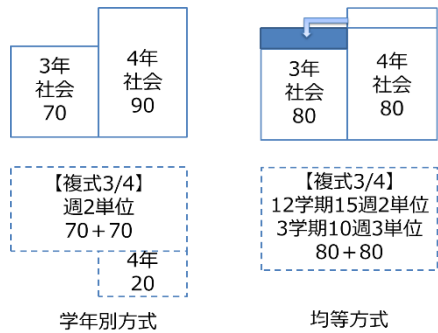 3年
社会
70
4年
社会
90
【複式3/4】
週2単位
70+70
4年
20
学年別方式
3年
社会
80
4年
社会
80
【複式3/4】
12学期15週2単位
3学期10週3単位
80+80
均等方式